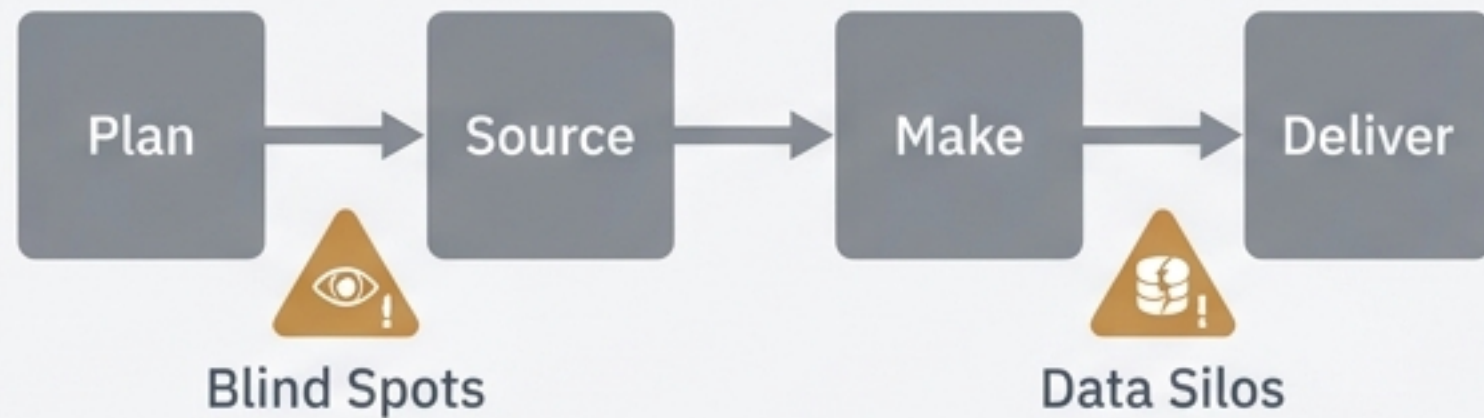 Plan
Source
Make
Deliver
Blind Spots
Data Silos